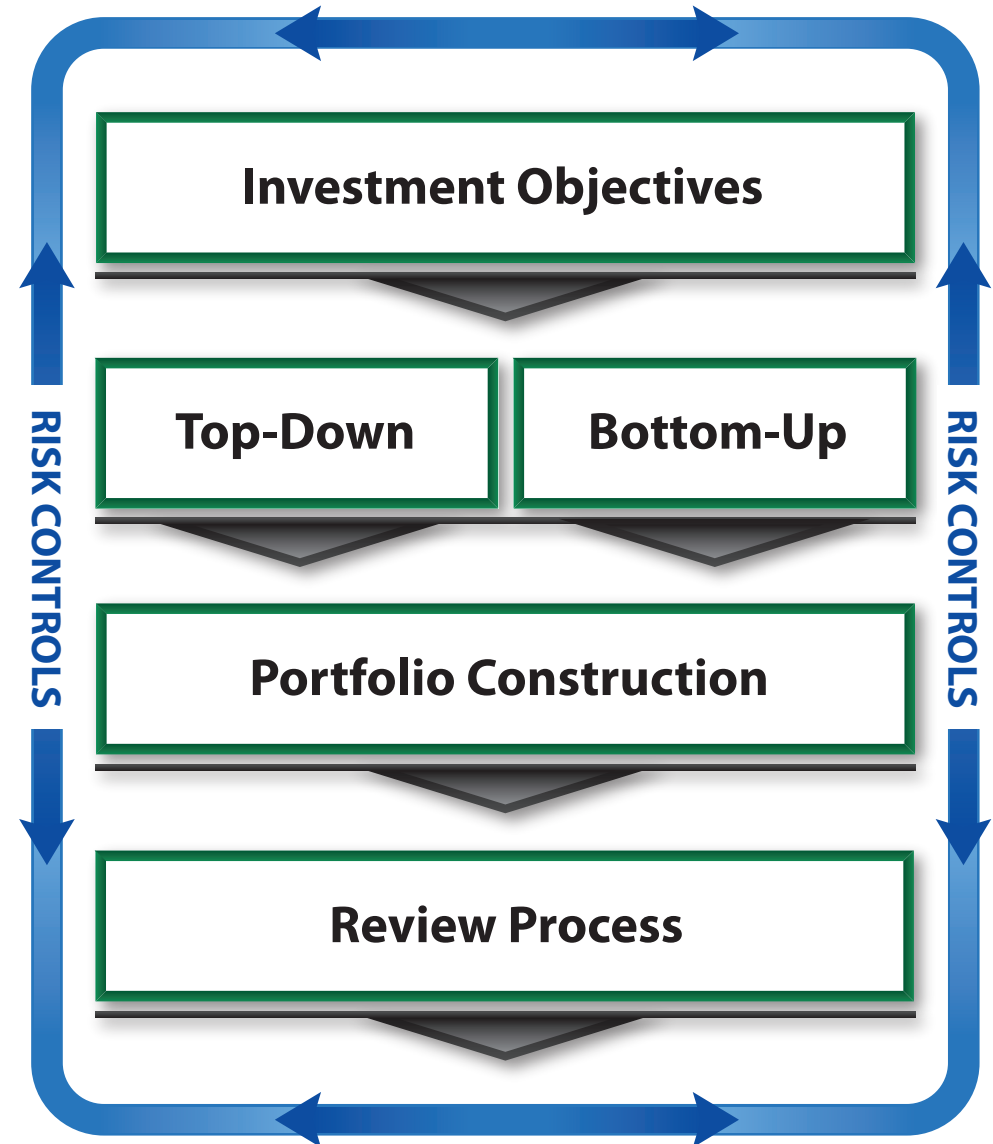 Investment Objectives
Top-Down
Bottom-Up
RISK CONTROLS
RISK CONTROLS
Portfolio Construction
Review Process